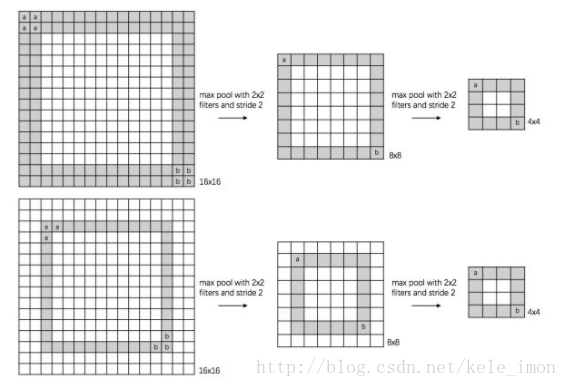 a a
a a
max pool with 2x2
filters and stride 2
b b
b b
16x16
a
b
8x8
max pool with 2x2
filters and stride 2
a
b
4x4
a a
a
max pool with 2x2
filters and stride 2
b
b b
16x16
a
b
8x8
max pool with 2x2
filters and stride 2
a
b
4x4
http://blog.csdn.net/kele_imon